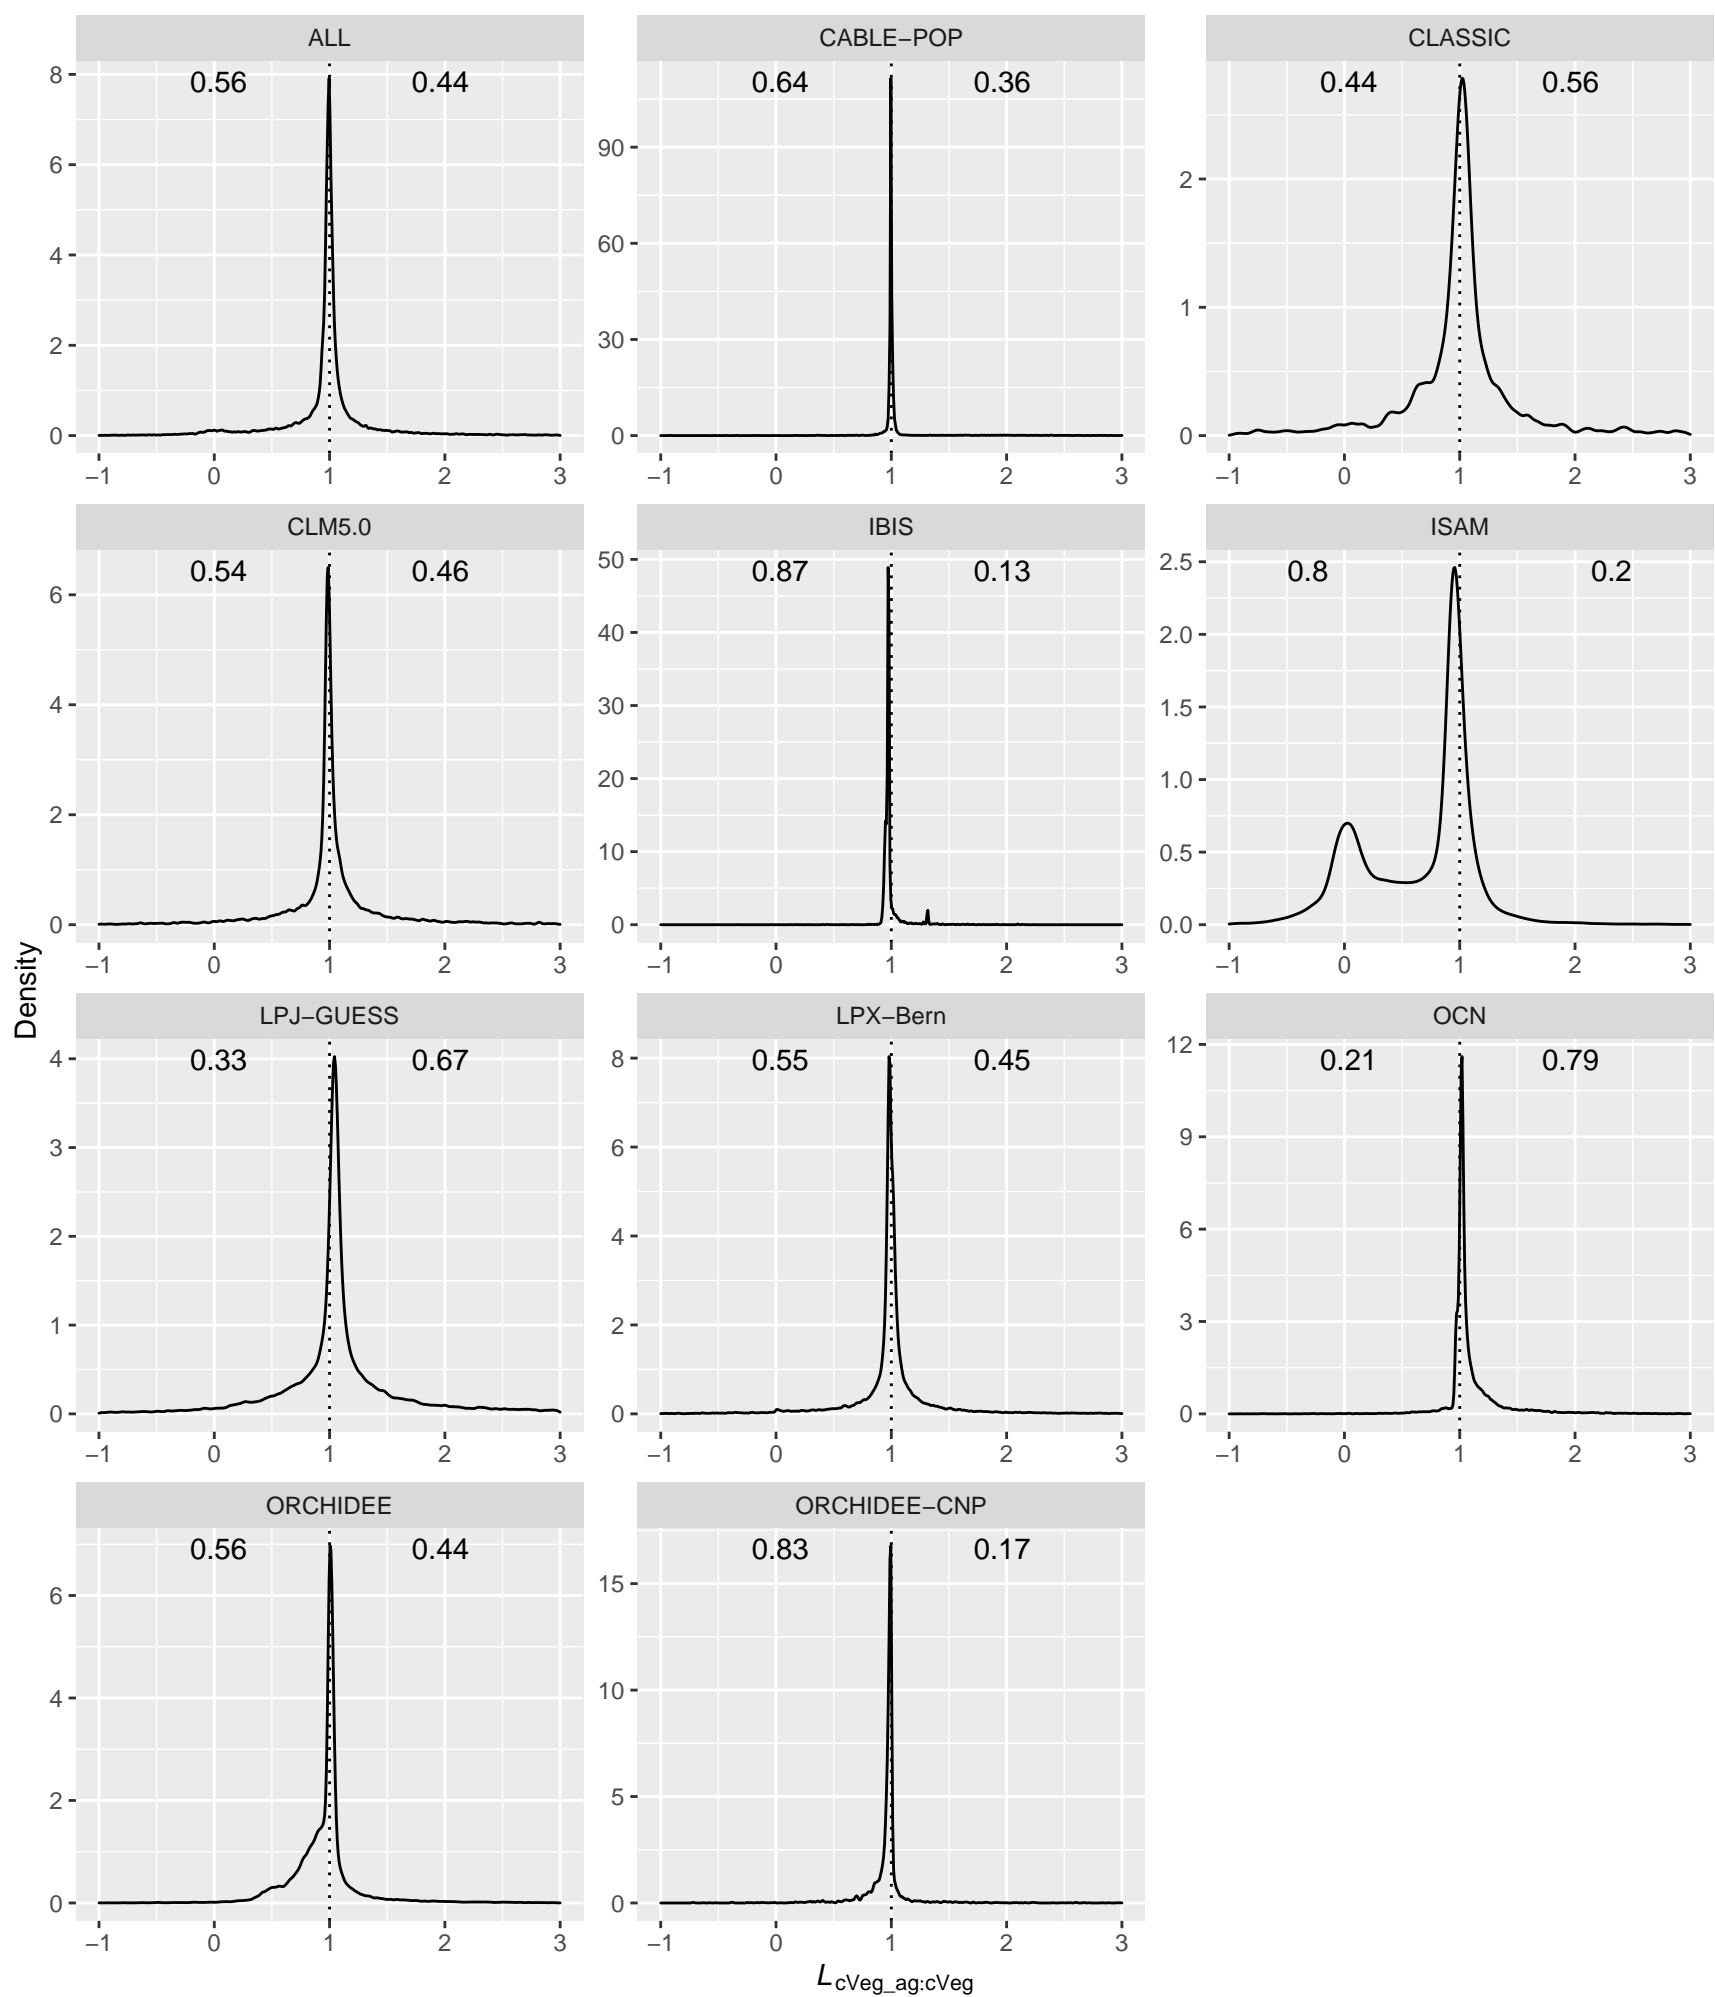 ALL
0.56 0.44
8
6
4
2
0
−1 0 1 2 3
CABLE−POP
0.64 0.36
90
60
30
0
−1 0 1 2 3
CLASSIC
0.44 0.56
2
1
0
−1 0 1 2 3
CLM5.0
0.54 0.46
6
4
2
0
−1 0 1 2 3
IBIS
0.87 0.13
50
40
30
20
10
0
−1 0 1 2 3
ISAM
0.8 0.2
2.5
2.0
1.5
1.0
0.5
0.0
−1 0 1 2 3
Density
LPJ−GUESS
0.33 0.67
4
3
2
1
0
−1 0 1 2 3
LPX−Bern
0.55 0.45
8
6
4
2
0
−1 0 1 2 3
OCN
0.21 0.79
12
9
6
3
0
−1 0 1 2 3
ORCHIDEE
0.56 0.44
6
4
2
0
−1 0 1 2 3
ORCHIDEE−CNP
0.83 0.17
15
10
5
0
−1 0 1 2 3
L cVeg_ag:cVeg